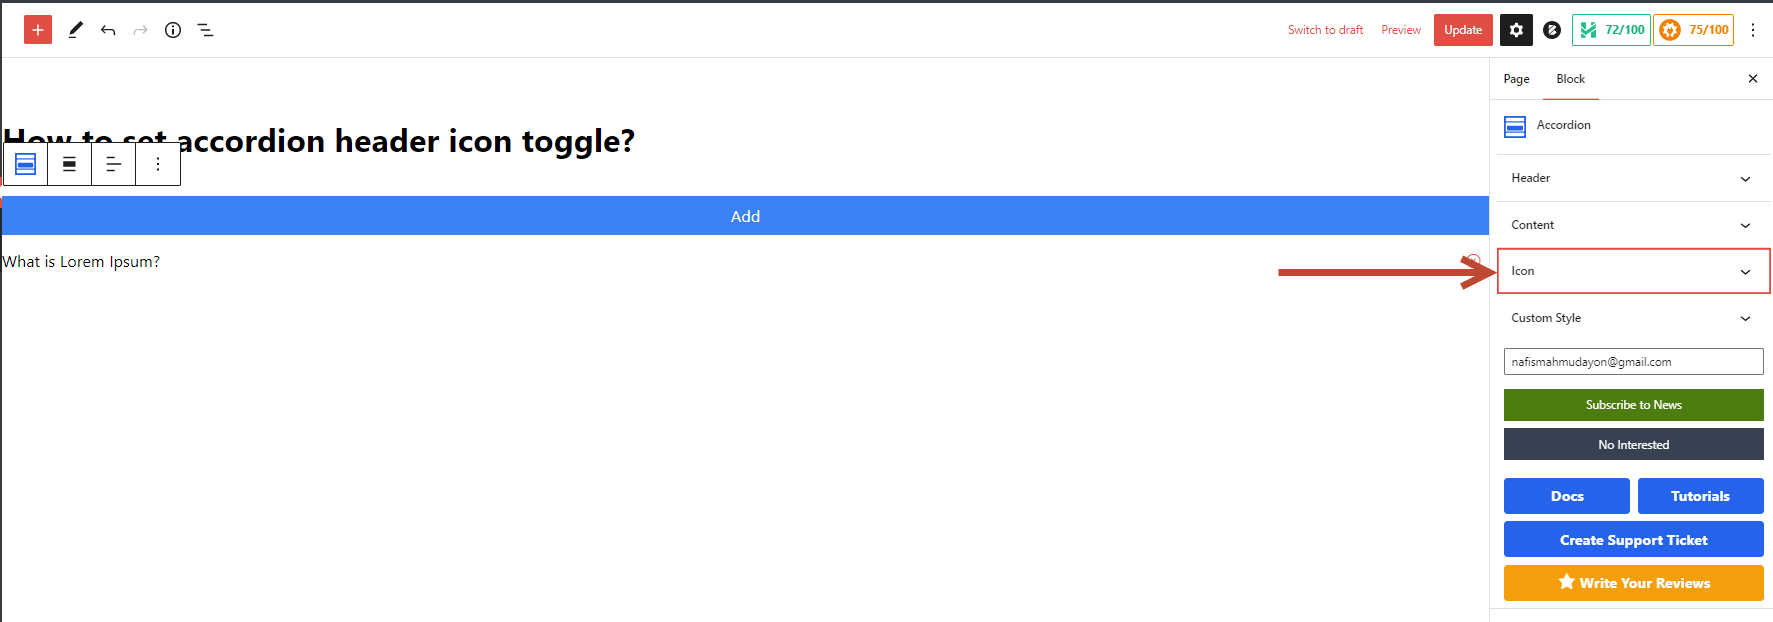 Switch to draft
Preview
Update
72/100
75/100
Page
Block
How to set accordion header icon toggle?
Accordion
Header
Add
Content
What is Lorem Ipsum?
Icon
Custom Style
nafismahmudayon@gmail.com
Subscribe to News
No Interested
Docs
Tutorials
Create Support Ticket
Write Your Reviews